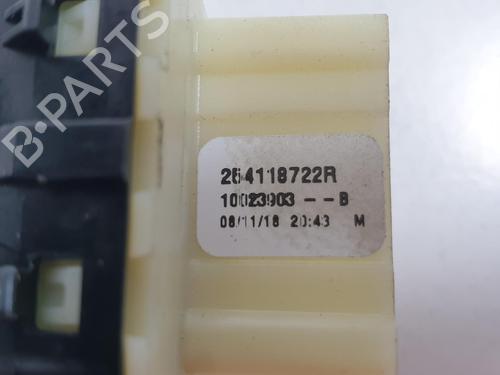 254118722R
10023903 -- B
06/11/18 20:43 M
B-PARTS